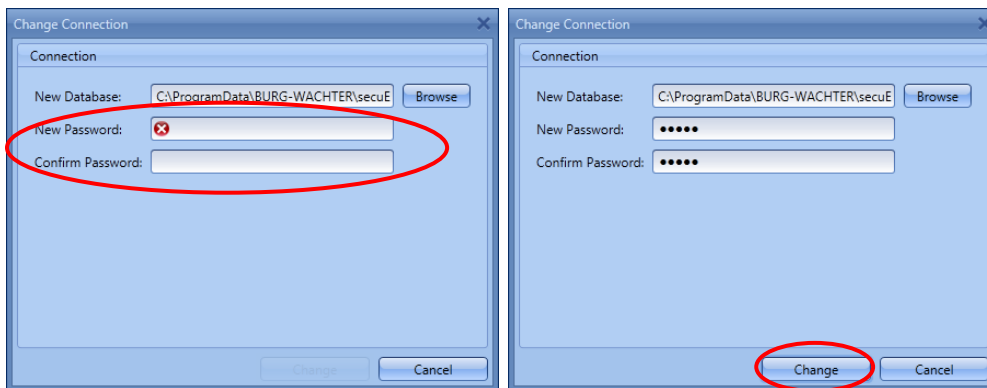 Change Connection
Connection
New Database: C:\ProgramData\BURG-WACHTER\secuE Browse
New Password:
Confirm Password:
Change Cancel
Change Connection
Connection
New Database: C:\ProgramData\BURG-WACHTER\secuE Browse
New Password: •••••
Confirm Password: •••••
Change Cancel